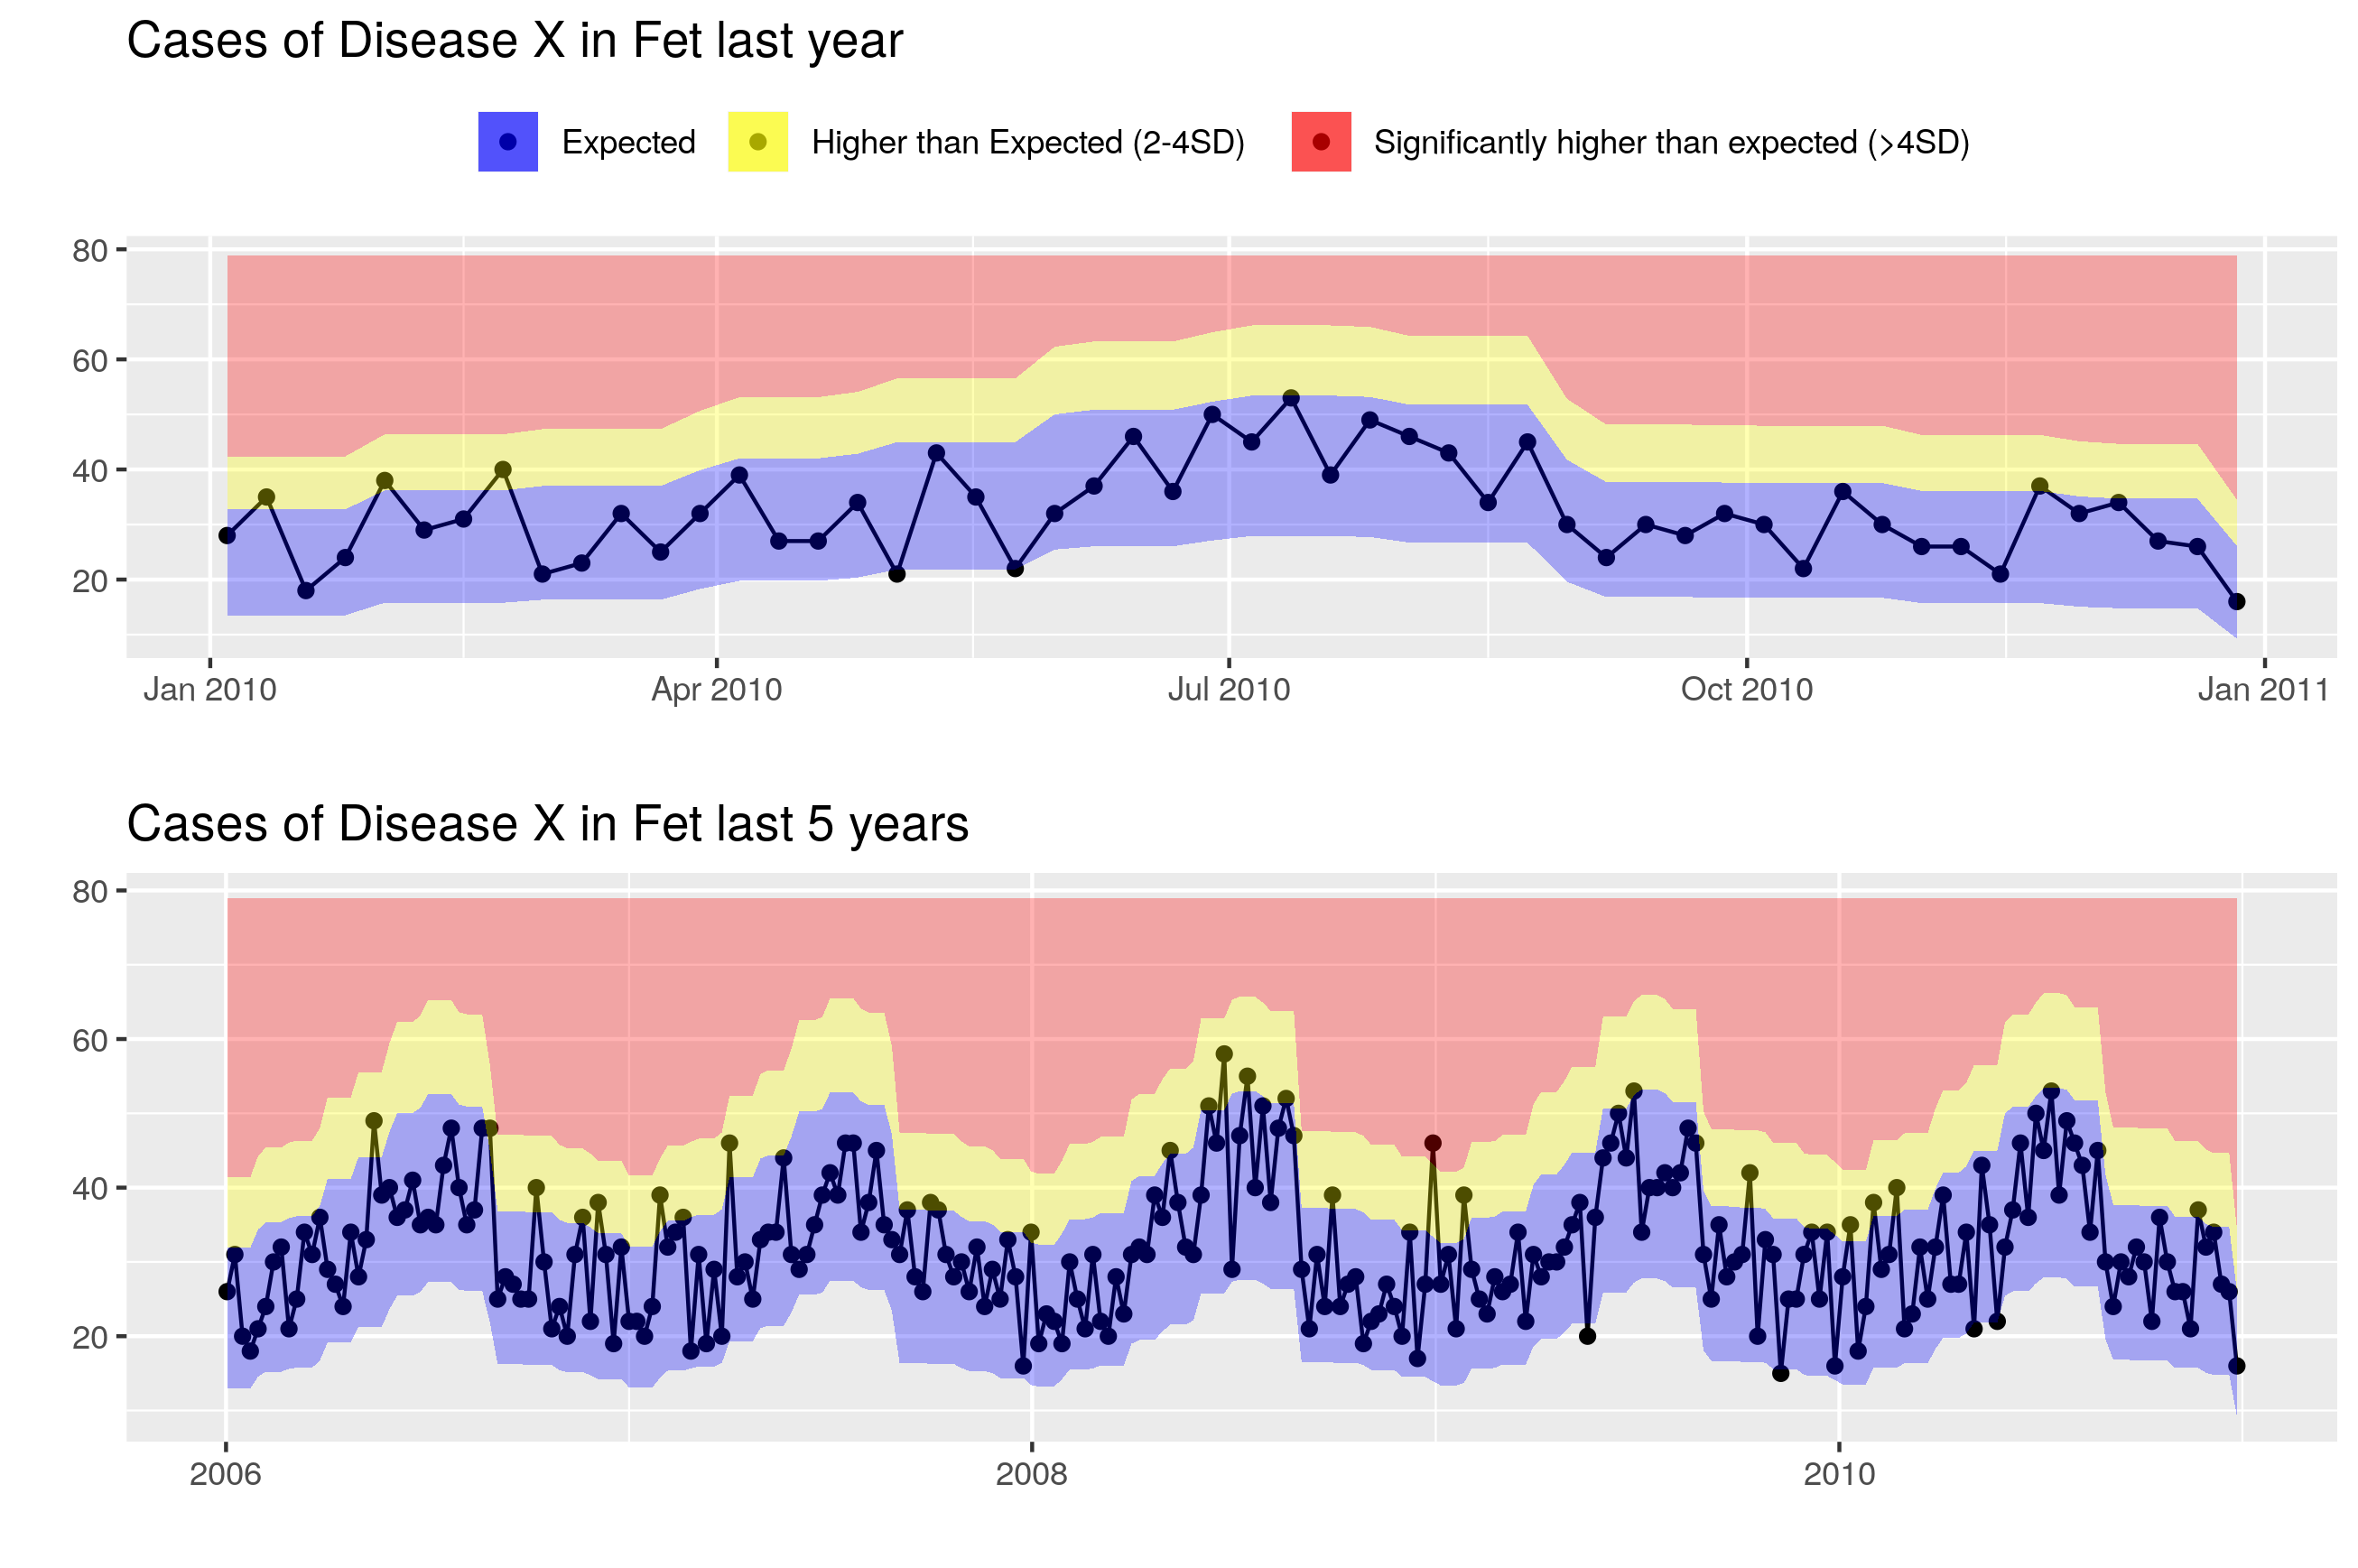 Cases of Disease X in Fet last year
Expected Higher than Expected (2-4SD) Significantly higher than expected (>4SD)
80
60
40
20
Jan 2010 Apr 2010 Jul 2010 Oct 2010 Jan 2011
Cases of Disease X in Fet last 5 years
80
60
40
20
2006 2008 2010